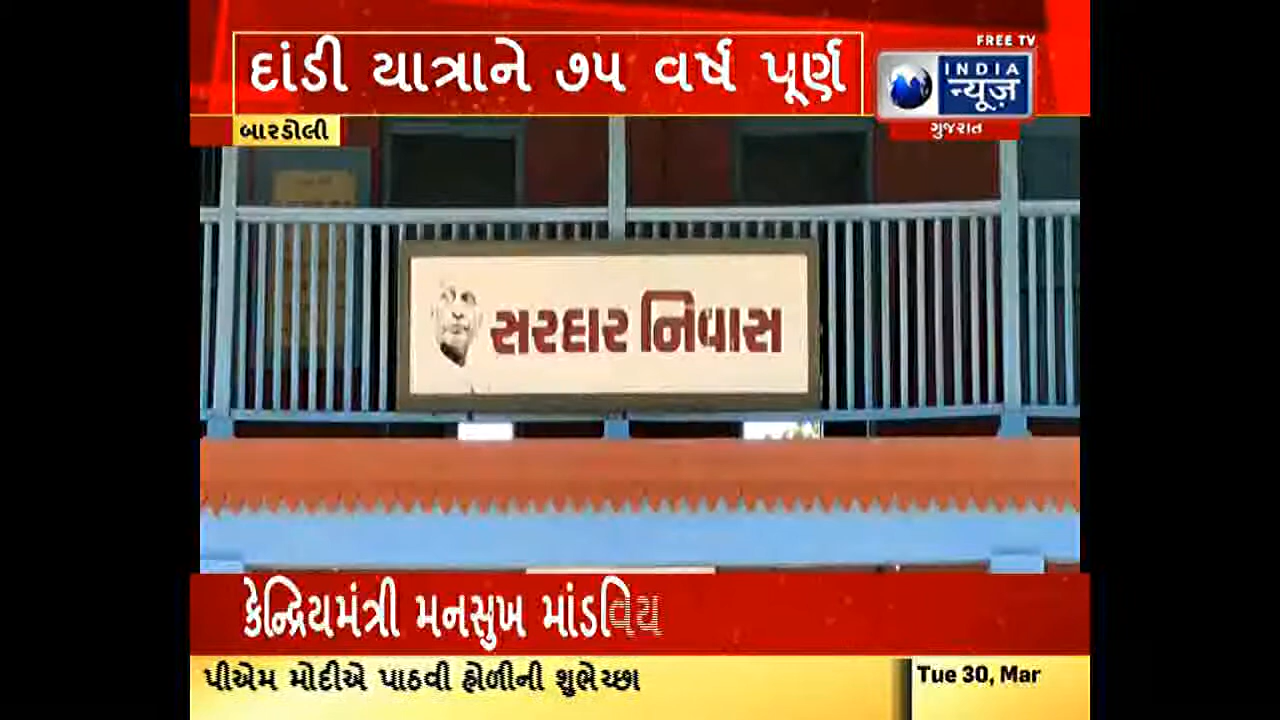 FREE TV
દાંડી યાત્રાને ૭૫ વર્ષ પૂર્ણ
INDIA
न्यूज़
ગુજરાત
બારડોલી
સરદાર નિવાસ
કેન્દ્રિયમંત્રી મનસુખ માંડવિય
પીએમ મોદીએ પાઠવી હોળીની શુભેચ્છા
Tue 30, Mar